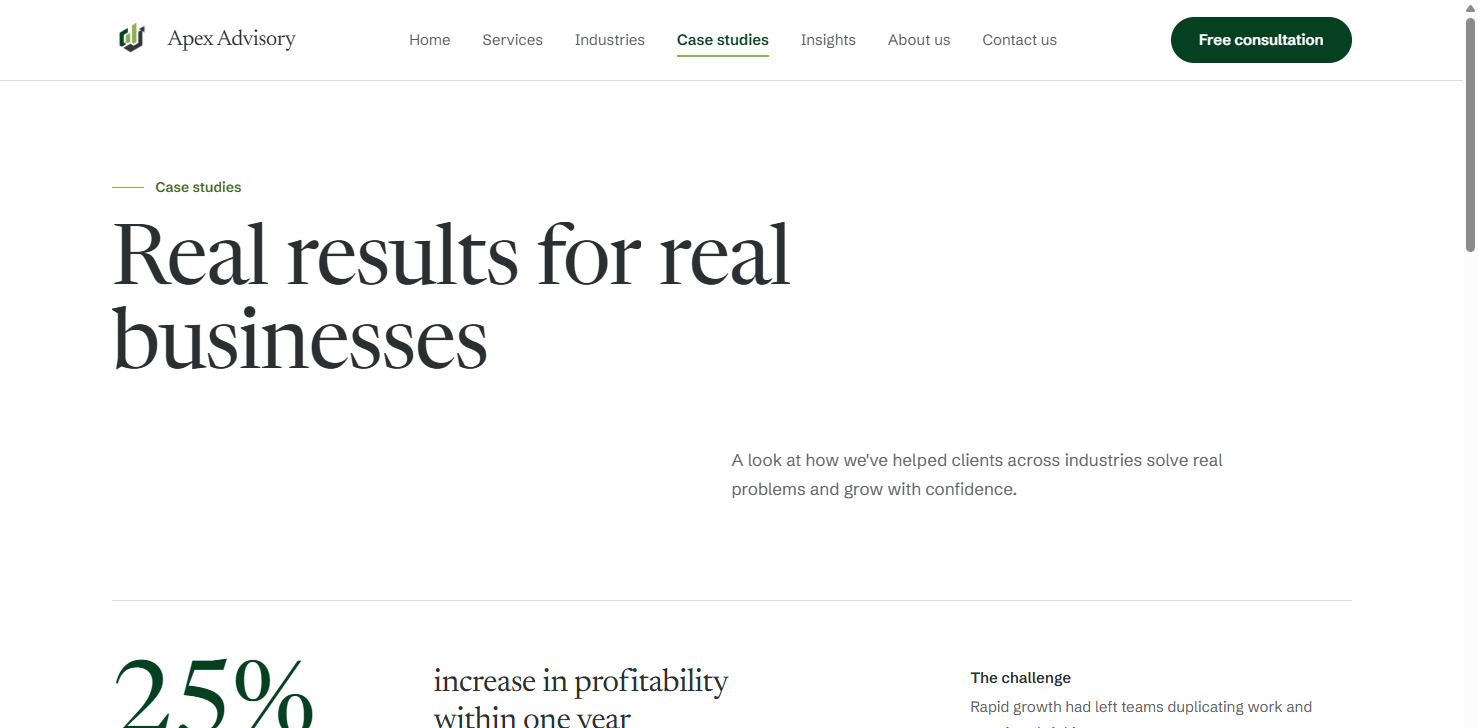 Apex Advisory
Home
Services
Industries
Case studies
Insights
About us
Contact us
Free consultation
Case studies
Real results for real
businesses
A look at how we've helped clients across industries solve real
problems and grow with confidence.
25%
increase in profitability
within one year
The challenge
Rapid growth had left teams duplicating work and